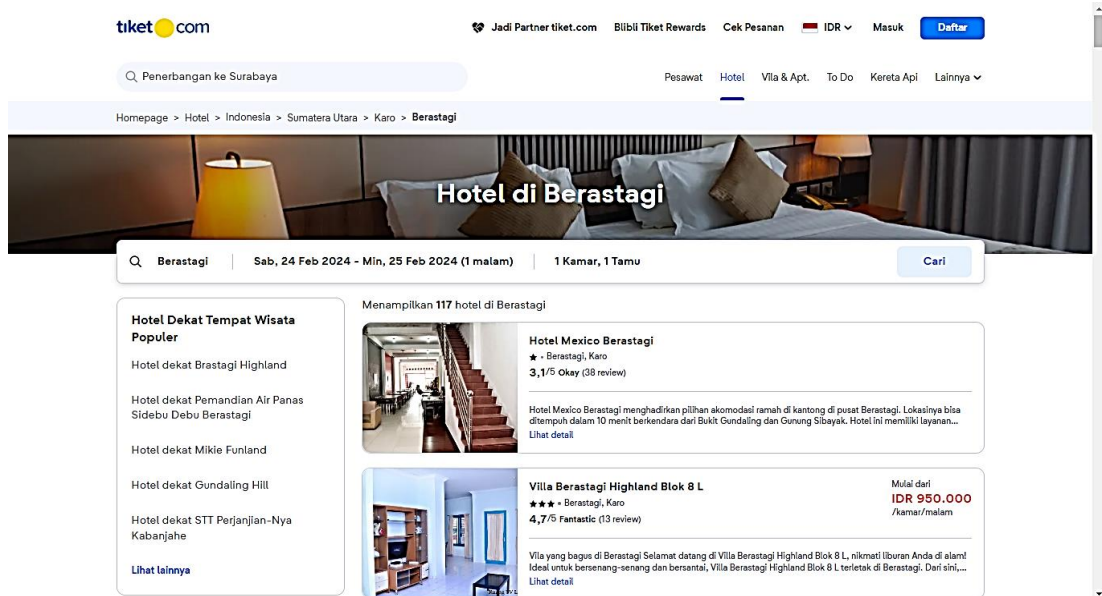 tiket com
Jadi Partner tiket.com Blibli Tiket Rewards Cek Pesanan IDR Masuk Daftar
Penerbangan ke Surabaya
Pesawat Hotel Vila & Apt. To Do Kereta Api Lainnya
Homepage > Hotel > Indonesia > Sumatera Utara > Karo > Berastagi
Hotel di Berastagi
Berastagi Sab, 24 Feb 2024 - Min, 25 Feb 2024 (1 malam) 1 Kamar, 1 Tamu Cari
Hotel Dekat Tempat Wisata
Populer
Hotel dekat Brastagi Highland
Hotel dekat Pemandian Air Panas
Sidebu Debu Berastagi
Hotel dekat Mikie Funland
Hotel dekat Gundaling Hill
Hotel dekat STT Perjanjian-Nya
Kabanjahe
Lihat lainnya
Menampilkan 117 hotel di Berastagi
Hotel Mexico Berastagi
Berastagi, Karo
3,1/5 Okay (38 review)
Hotel Mexico Berastagi menghadirkan pilihan akomodasi ramah di kantong di pusat Berastagi. Lokasinya bisa
ditempuh dalam 10 menit berkendara dari Bukit Gundaling dan Gunung Sibayak. Hotel ini memiliki layanan...
Lihat detail
Villa Berastagi Highland Blok 8 L
Berastagi, Karo
4,7/5 Fantastic (13 review)
Mulai dari
IDR 950.000
/kamar/malam
Vila yang bagus di Berastagi Selamat datang di Villa Berastagi Highland Blok 8 L, nikmati liburan Anda di alam!
Ideal untuk bersenang-senang dan bersantai, Villa Berastagi Highland Blok 8 L terletak di Berastagi. Dari sini,...
Lihat detail